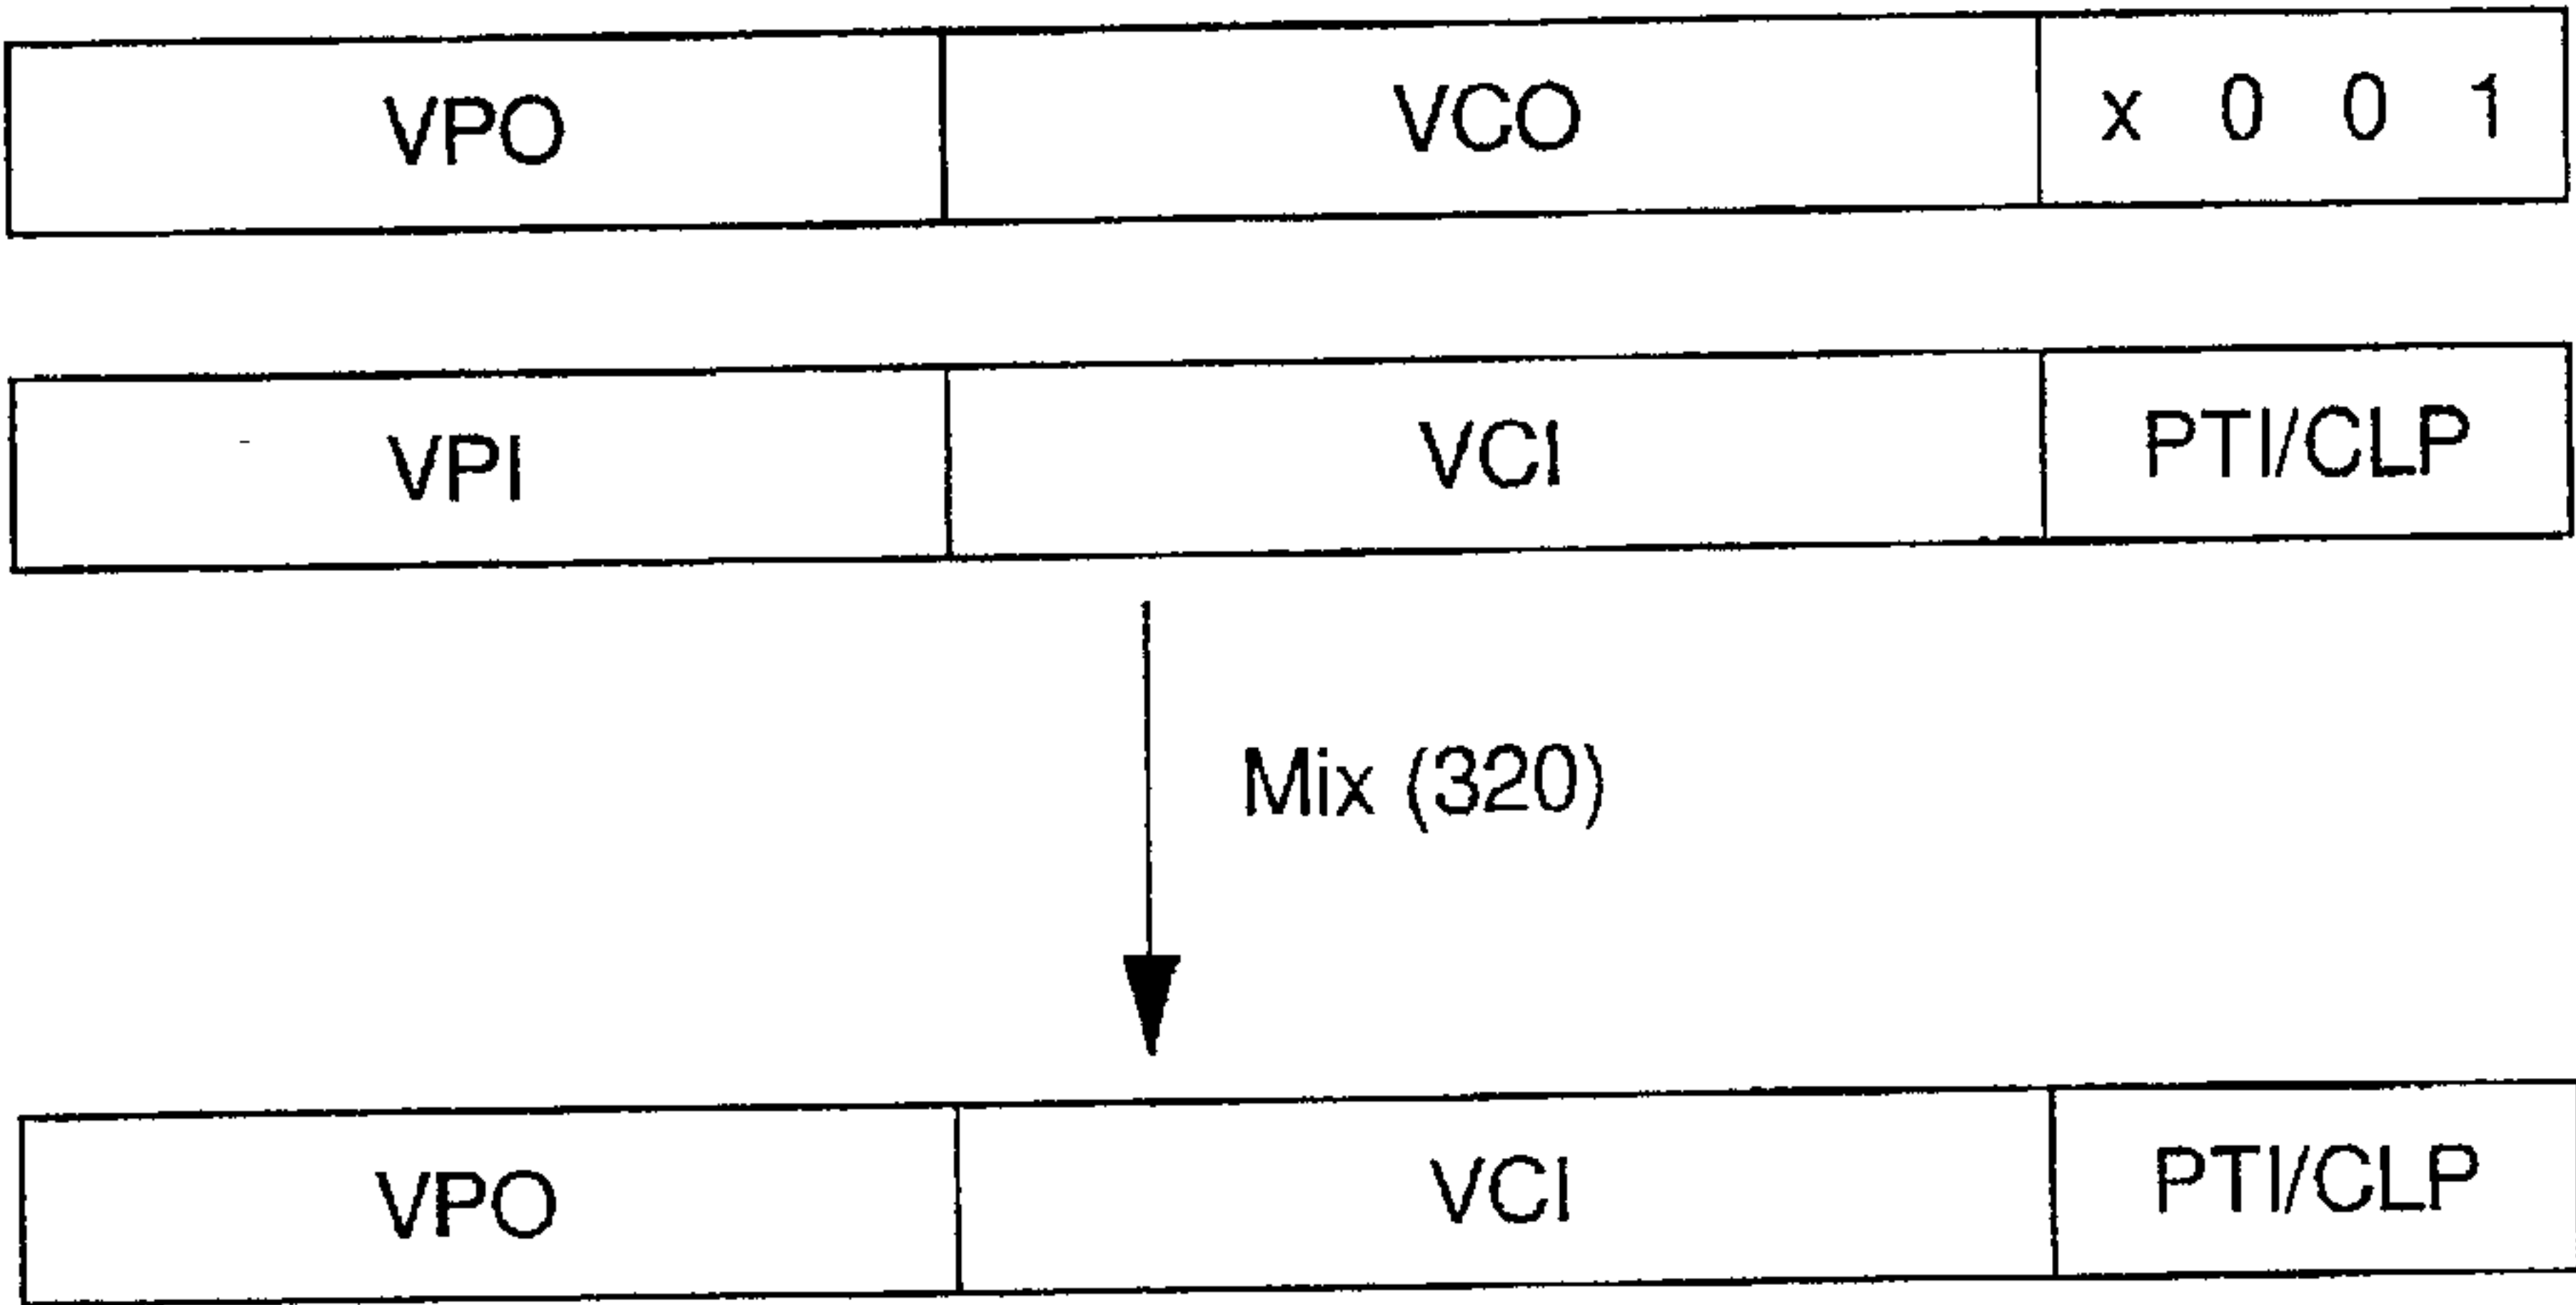 VPO VCO x 0 0 1
VPI VCI PTI/CLP
Mix (320)
VPO VCI PTI/CLP